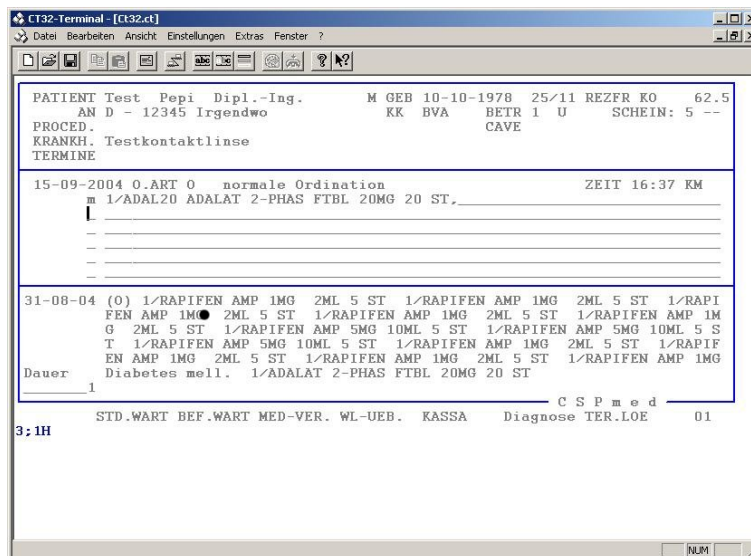 CT32-Terminal - [Ct32.ct]
Datei Bearbeiten Ansicht Einstellungen Extras Fenster ?
PATIENT Test Pepi Dipl.-Ing. M GEB 10-10-1978 25/11 REZFR KO 62.5
AN D - 12345 Irgendwo KK BVA BETR 1 U SCHEIN: 5 --
PROCED. CAVE
KRANKH. Testkontaktlinse
TERMINE
15-09-2004 O.ART O normale Ordination ZEIT 16:37 KM
m 1/ADAL20 ADALAT 2-PHAS FTBL 20MG 20 ST,
31-08-04 (O) 1/RAPIFEN AMP 1MG 2ML 5 ST 1/RAPIFEN AMP 1MG 2ML 5 ST 1/RAPI
FEN AMP 1MG 2ML 5 ST 1/RAPIFEN AMP 1MG 2ML 5 ST 1/RAPIFEN AMP 1M
G 2ML 5 ST 1/RAPIFEN AMP 5MG 10ML 5 ST 1/RAPIFEN AMP 5MG 10ML 5 S
T 1/RAPIFEN AMP 5MG 10ML 5 ST 1/RAPIFEN AMP 1MG 2ML 5 ST 1/RAPIF
EN AMP 1MG 2ML 5 ST 1/RAPIFEN AMP 1MG 2ML 5 ST 1/RAPIFEN AMP 1MG
Dauer Diabetes mell. 1/ADALAT 2-PHAS FTBL 20MG 20 ST
1
C S P m e d
STD.WART BEF.WART MED-VER. WL-UEB. KASSA Diagnose TER.LOE 01
3;1H
NUM